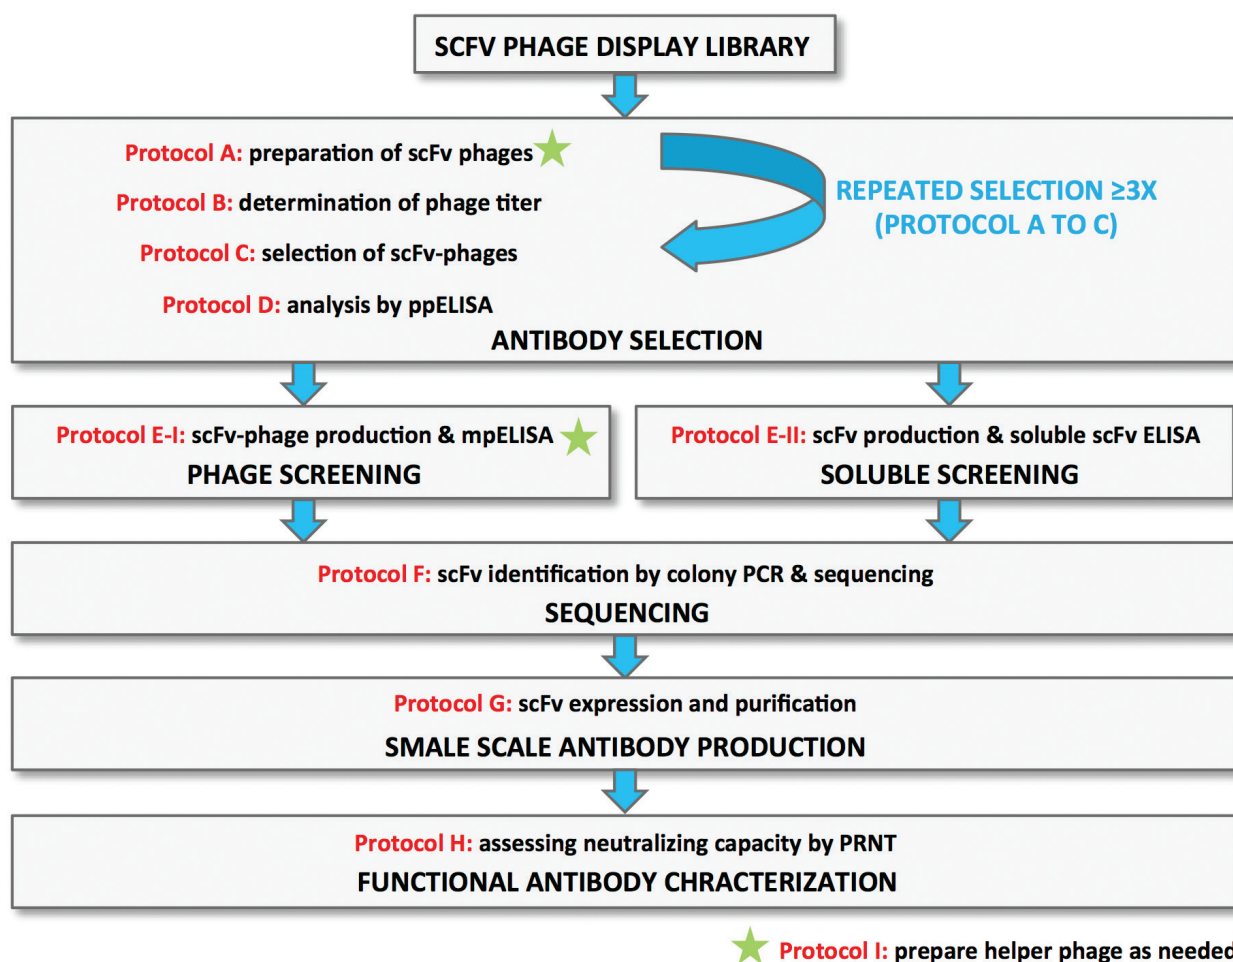 SCFV PHAGE DISPLAY LIBRARY
Protocol A: preparation of scFv phages
Protocol B: determination of phage titer
Protocol C: selection of scFv-phages
Protocol D: analysis by ppELISA
REPEATED SELECTION ≥3X
(PROTOCOL A TO C)
ANTIBODY SELECTION
Protocol E-I: scFv-phage production & mpELISA
PHAGE SCREENING
Protocol E-II: scFv production & soluble scFv ELISA
SOLUBLE SCREENING
Protocol F: scFv identification by colony PCR & sequencing
SEQUENCING
Protocol G: scFv expression and purification
SMALE SCALE ANTIBODY PRODUCTION
Protocol H: assessing neutralizing capacity by PRNT
FUNCTIONAL ANTIBODY CHRACTERIZATION
Protocol I: prepare helper phage as needed